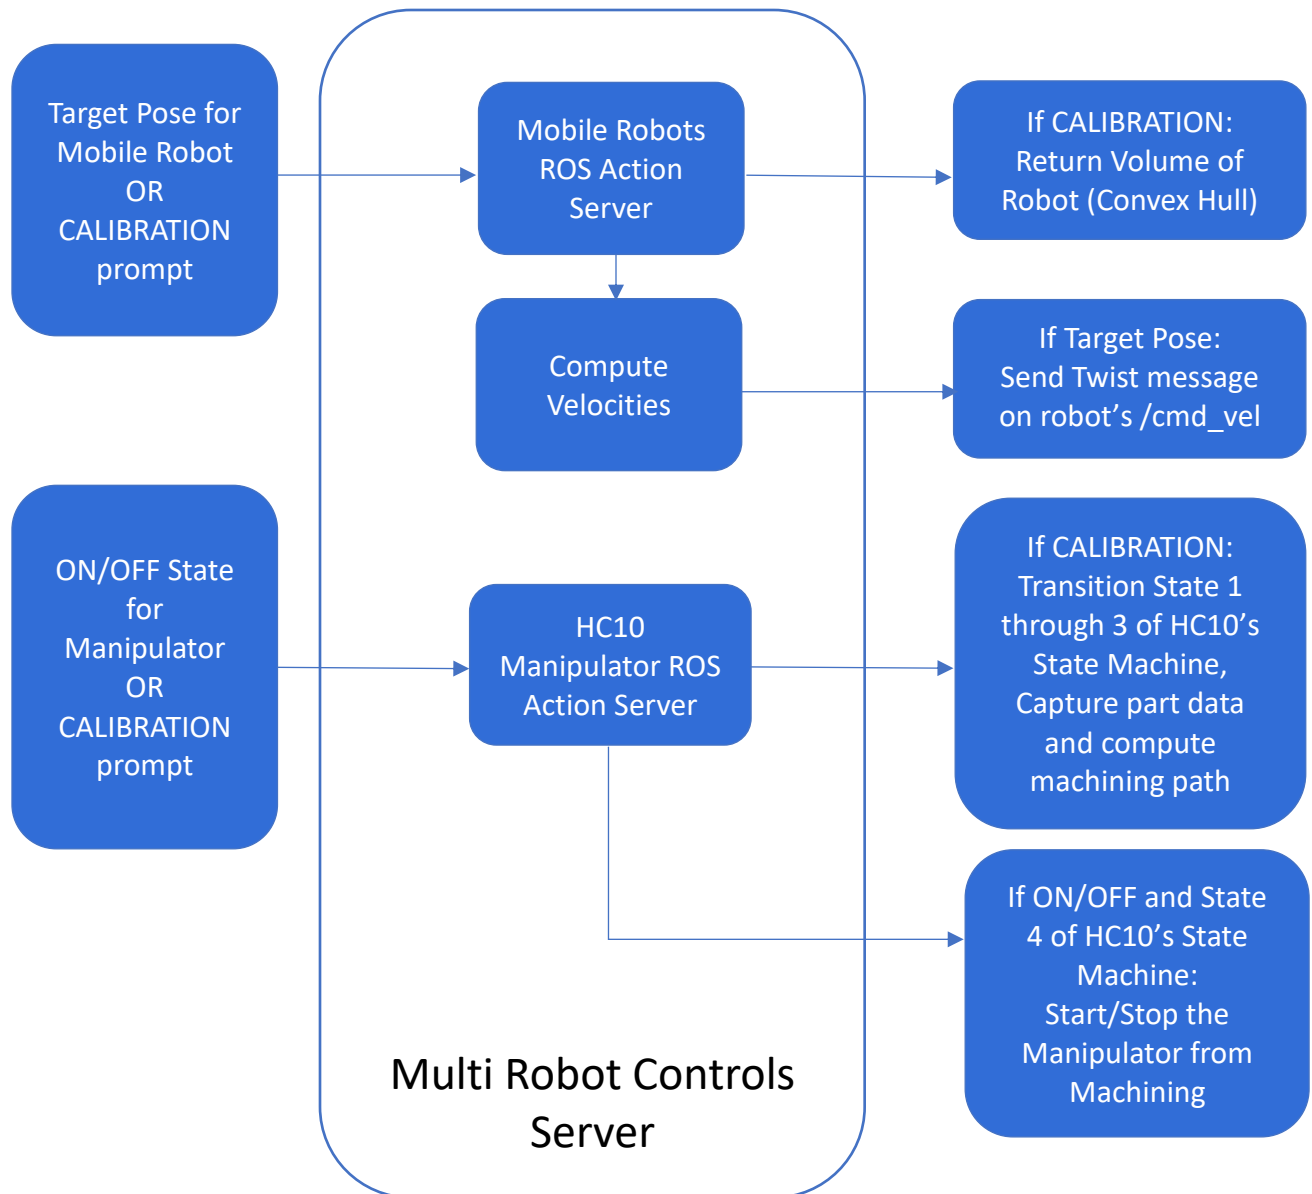 Target Pose for
Mobile Robot
OR
CALIBRATION
prompt
Mobile Robots
ROS Action
Server
If CALIBRATION:
Return Volume of
Robot (Convex Hull)
Compute
Velocities
If Target Pose:
Send Twist message
on robot’s /cmd_vel
ON/OFF State
for
Manipulator
OR
CALIBRATION
prompt
HC10
Manipulator ROS
Action Server
If CALIBRATION:
Transition State 1
through 3 of HC10’s
State Machine,
Capture part data
and compute
machining path
If ON/OFF and State
4 of HC10’s State
Machine:
Start/Stop the
Manipulator from
Machining
Multi Robot Controls
Server